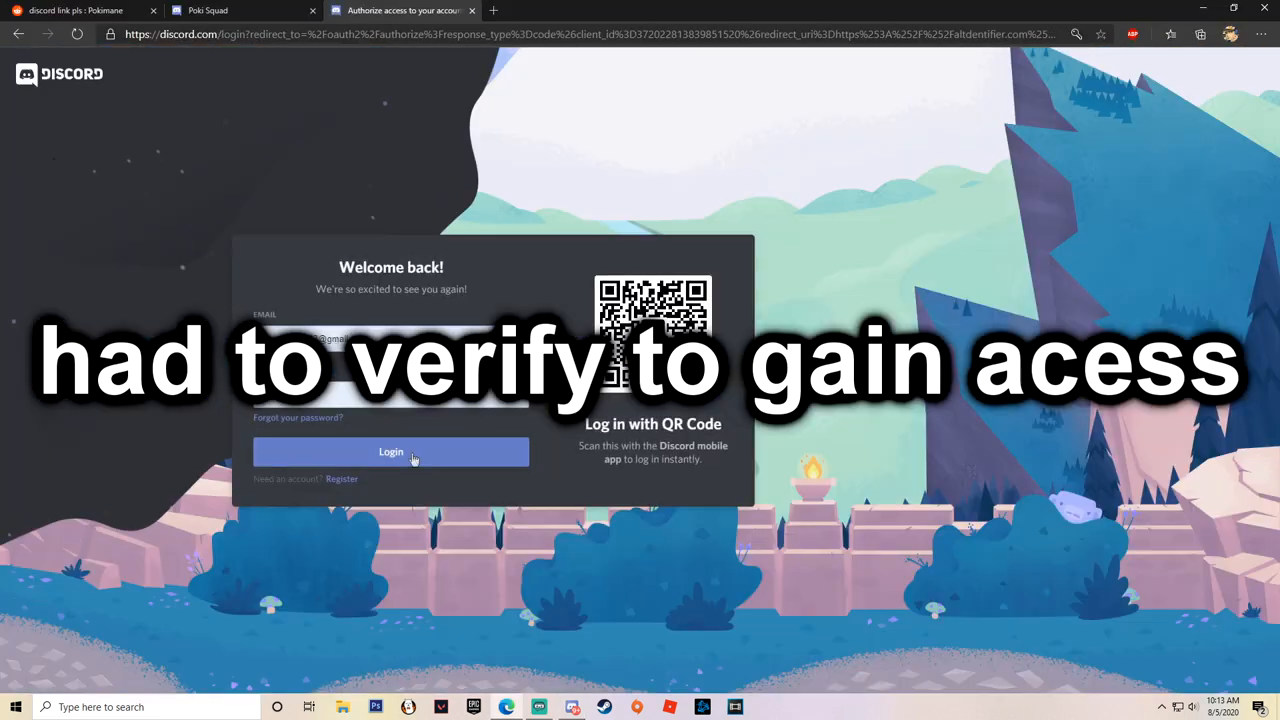 discord link pls : Pokimane
Poki Squad
Authorize access to your accou
https://discord.com/login?redirect_to=%2Foauth2%2Fauthorize%3Fresponse_type%3Dcode%26client_id%3D372022813839851520%26redirect_uri%3Dhttps%253A%252F%252Faltdentifier.com%25...
ABP
DISCORD
Welcome back!
We're so excited to see you again!
EMAIL
@gmail
had to verify to gain acess
Forgot your password?
Login
Need an account? Register
Log in with QR Code
Scan this with the Discord mobile
app to log in instantly.
Type here to search
10:13 AM
8/5/2020
2